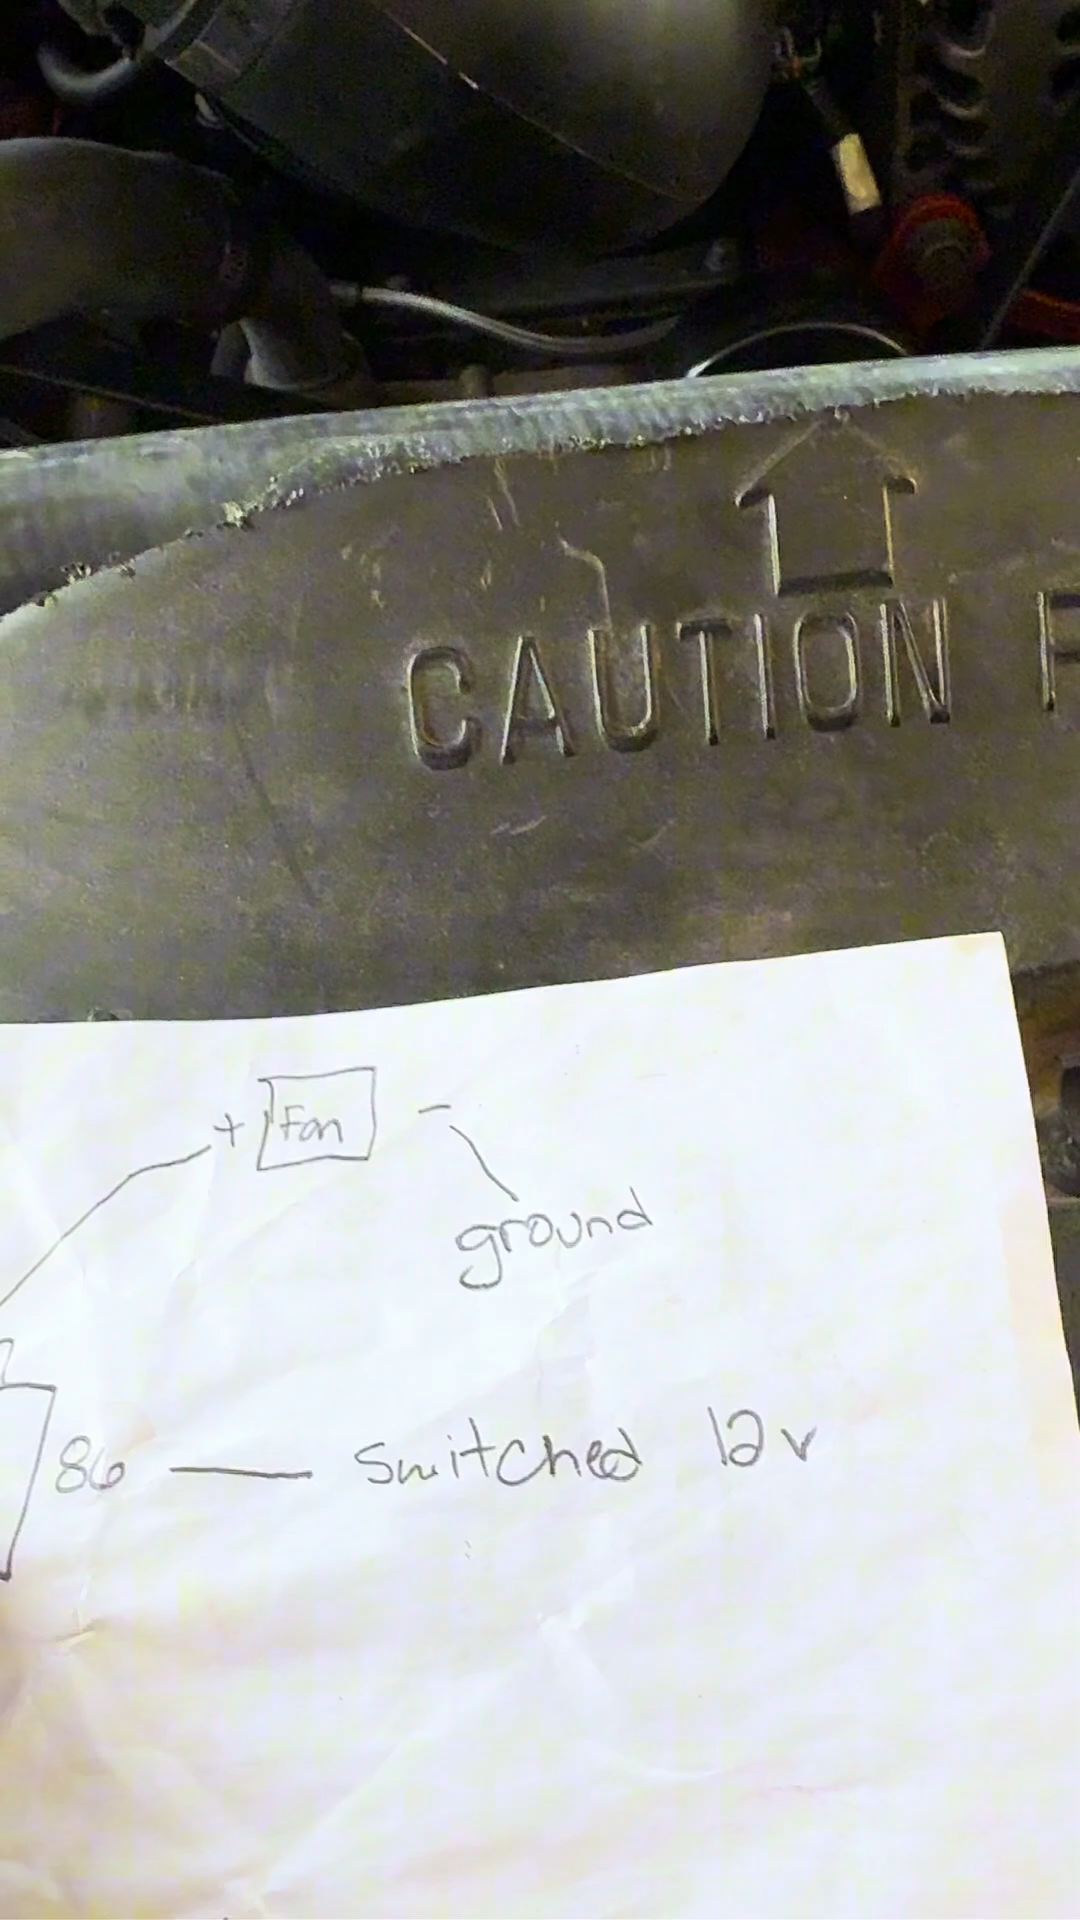 CAUTION F
+ Fan -
ground
86 — Switched 12v